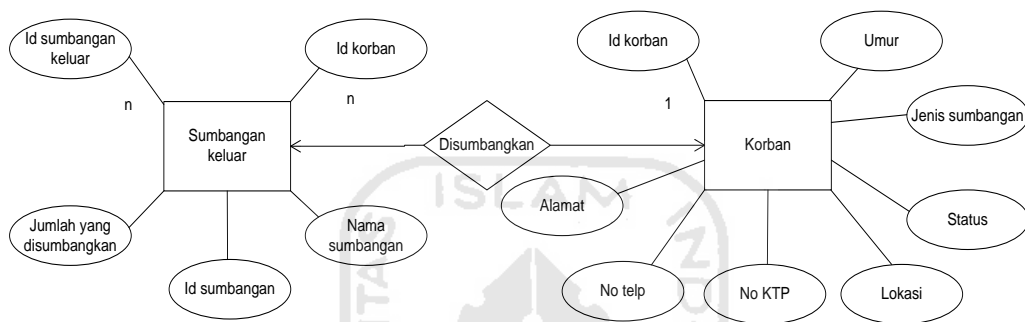 Id sumbangan
keluar
Id korban
Id korban
Umur
n
n
1
Jenis sumbangan
Sumbangan
keluar
Disumbangkan
Korban
Alamat
Status
Jumlah yang
disumbangkan
Nama
sumbangan
Id sumbangan
No telp
No KTP
Lokasi
ISLAM